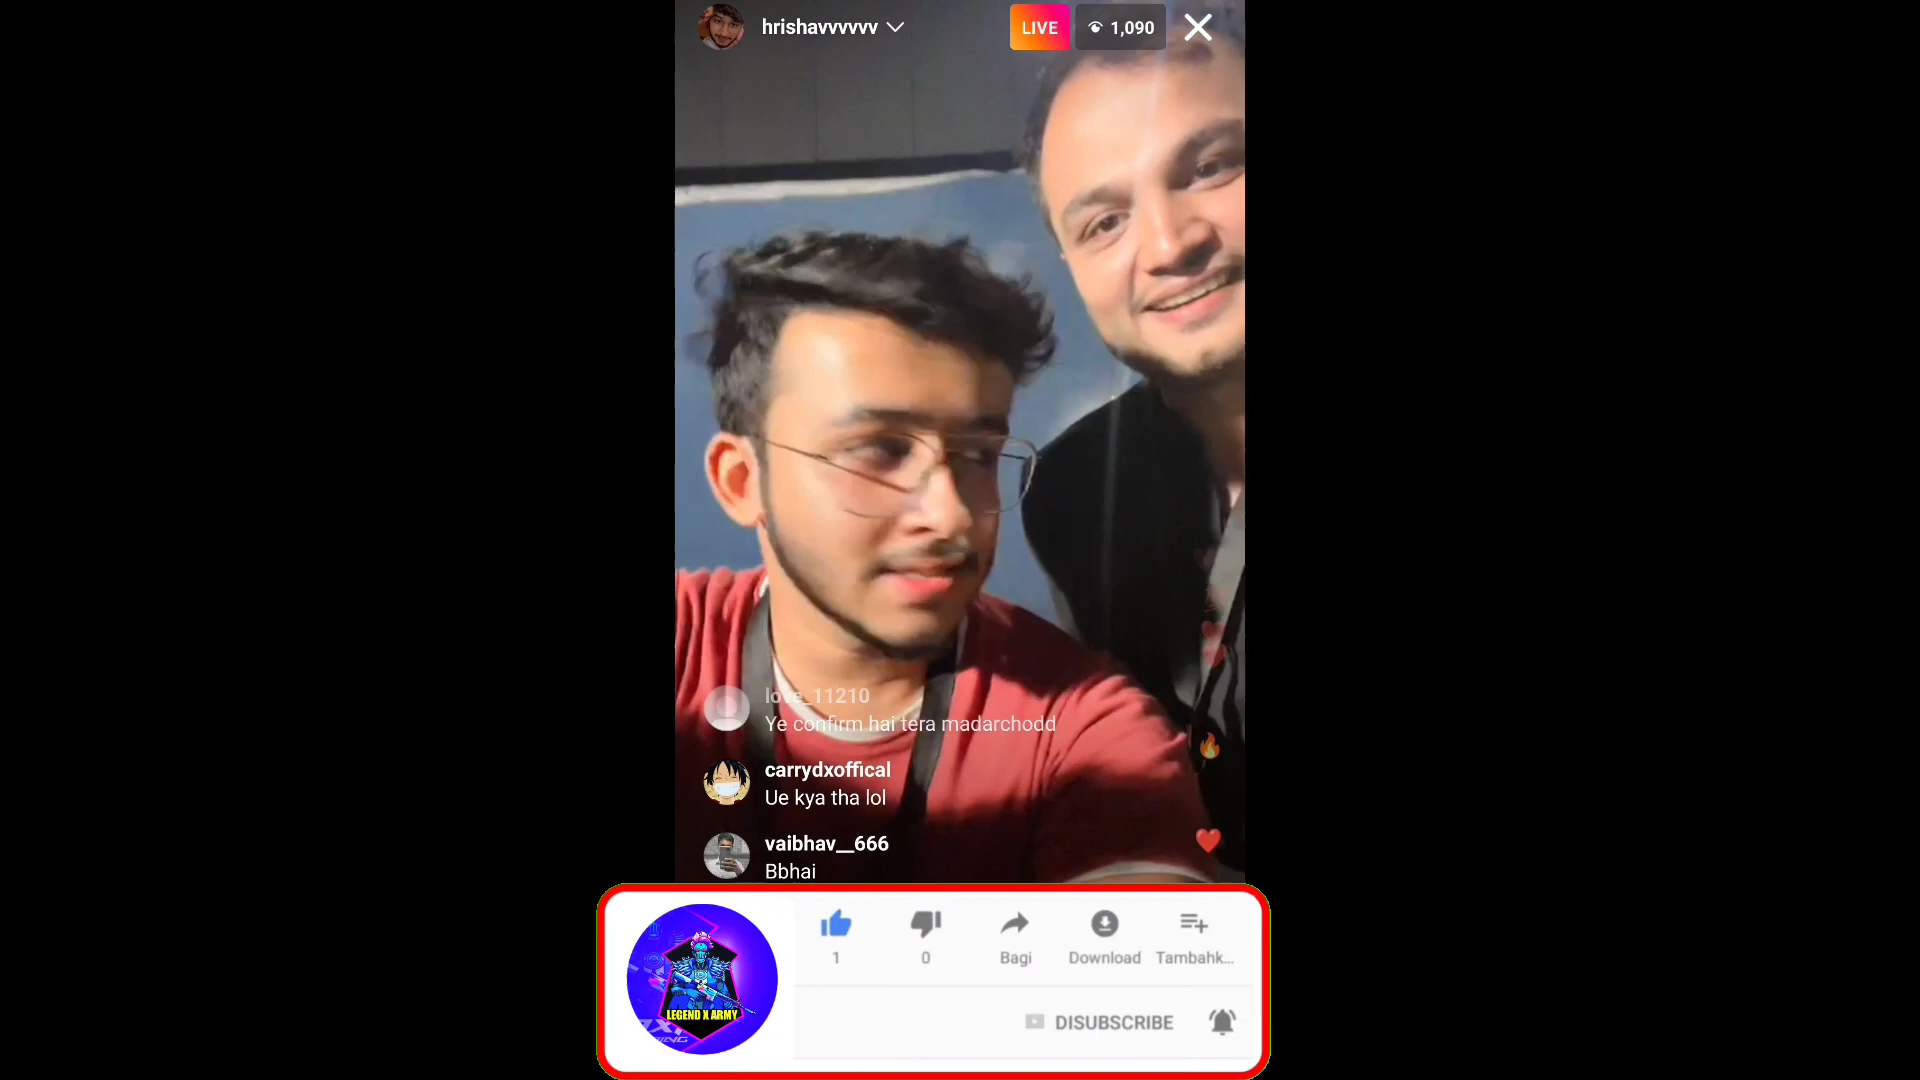 hrishavvvvvv
LIVE
1,090
love_11210
Ye confirm hai tera madarchodd
carrydxoffical
Ue kya tha lol
vaibhav__666
Bbhai
1
0
Bagi
Download
Tambahk...
LEGEND X ARMY
DISUBSCRIBE